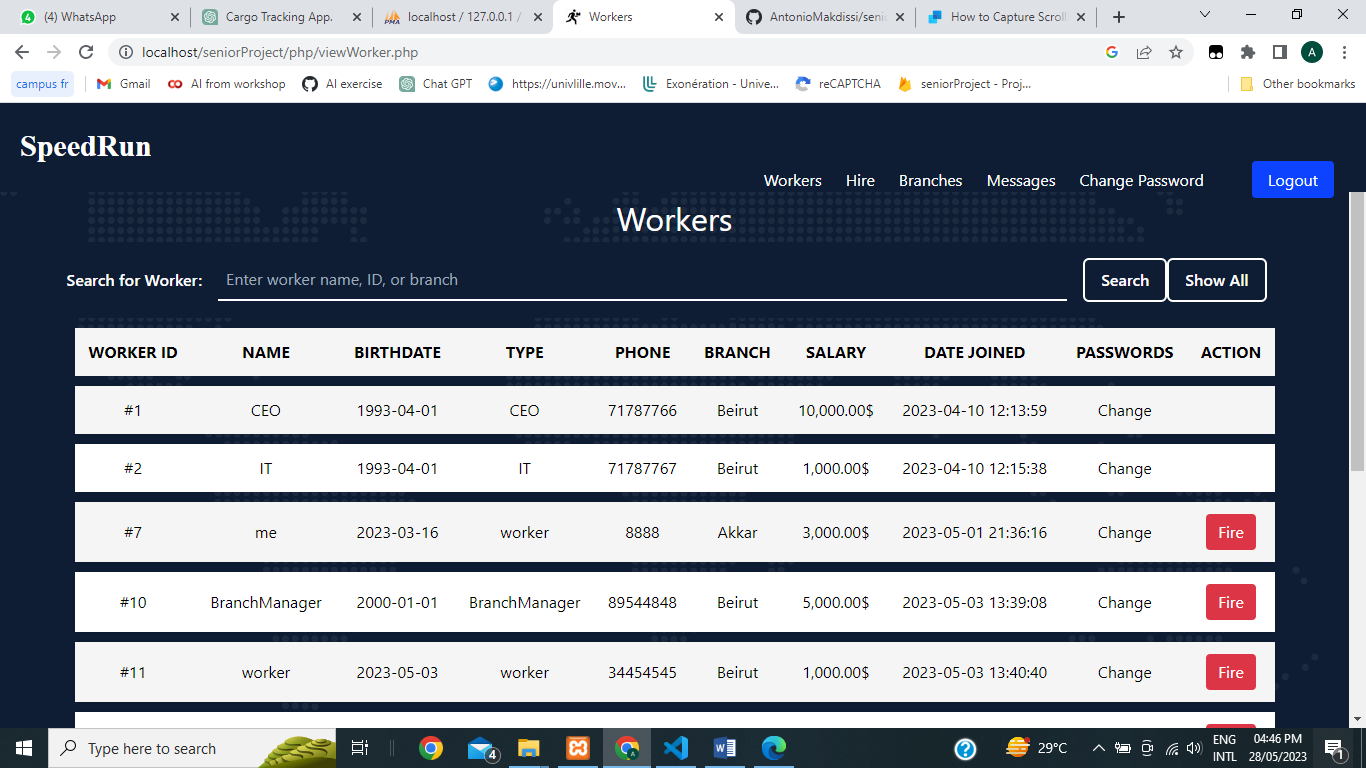 (4) WhatsApp
Cargo Tracking App.
localhost / 127.0.0.1 /
Workers
AntonioMakdissi/seni
How to Capture Scroll
localhost/seniorProject/php/viewWorker.php
A
campus fr
Gmail
AI from workshop
AI exercise
Chat GPT
https://univlille.mov...
Exonération - Unive...
reCAPTCHA
seniorProject - Proj...
Other bookmarks
SpeedRun
Workers Hire Branches Messages Change Password Logout
Workers
Search for Worker: Enter worker name, ID, or branch Search Show All
WORKER ID NAME BIRTHDATE TYPE PHONE BRANCH SALARY DATE JOINED PASSWORDS ACTION
#1 CEO 1993-04-01 CEO 71787766 Beirut 10,000.00$ 2023-04-10 12:13:59 Change
#2 IT 1993-04-01 IT 71787767 Beirut 1,000.00$ 2023-04-10 12:15:38 Change
#7 me 2023-03-16 worker 8888 Akkar 3,000.00$ 2023-05-01 21:36:16 Change Fire
#10 BranchManager 2000-01-01 BranchManager 89544848 Beirut 5,000.00$ 2023-05-03 13:39:08 Change Fire
#11 worker 2023-05-03 worker 34454545 Beirut 1,000.00$ 2023-05-03 13:40:40 Change Fire
Type here to search
4
29°C
ENG
INTL
04:46 PM
28/05/2023
1